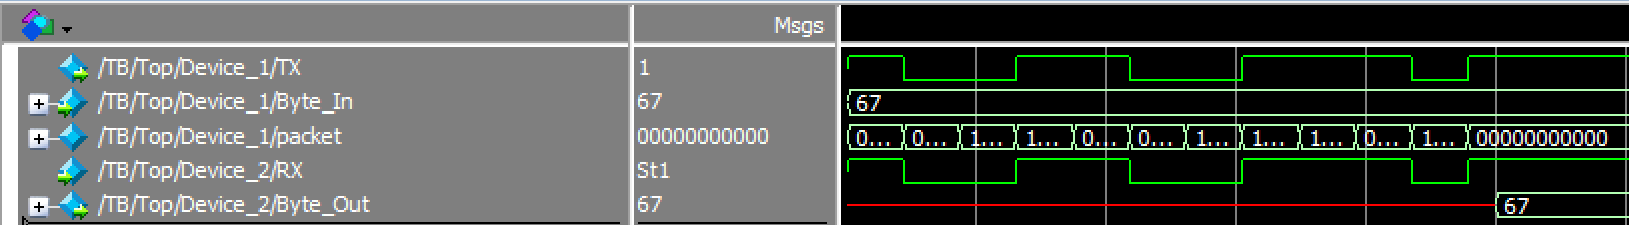 Msgs
/TB/Top/Device_1/TX 1
/TB/Top/Device_1/Byte_In 67 67
/TB/Top/Device_1/packet 00000000000 0... 0... 1... 1... 0... 0... 1... 1... 1... 0... 1... 00000000000
/TB/Top/Device_2/RX St1
/TB/Top/Device_2/Byte_Out 67 67